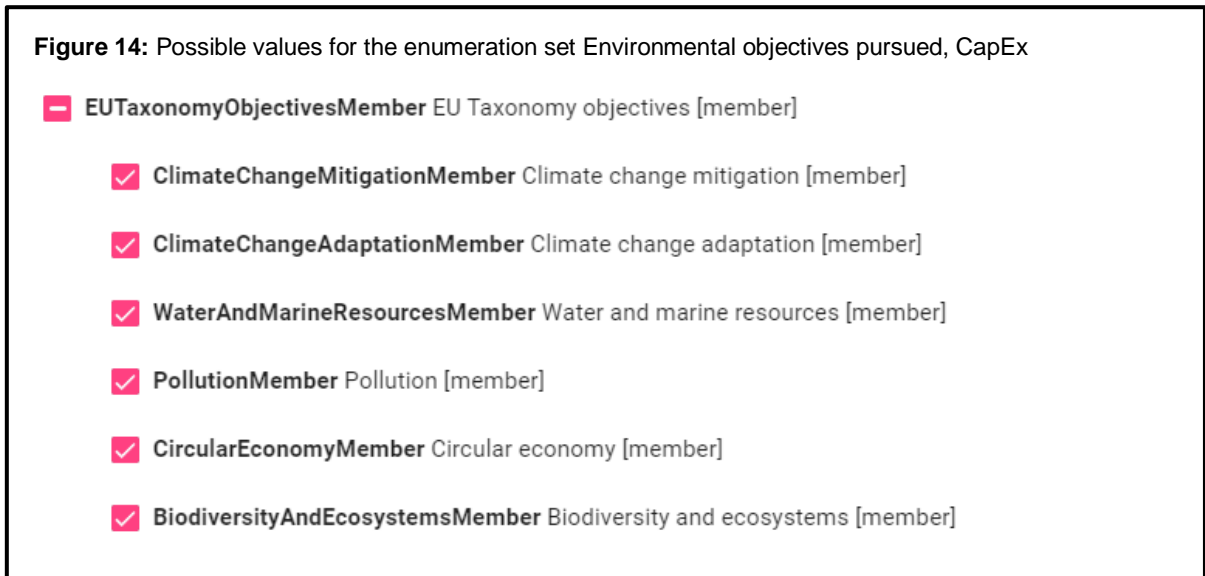 Figure 14: Possible values for the enumeration set Environmental objectives pursued, CapEx
EUTaxonomyObjectivesMember EU Taxonomy objectives [member]
ClimateChangeMitigationMember Climate change mitigation [member]
ClimateChangeAdaptationMember Climate change adaptation [member]
WaterAndMarineResourcesMember Water and marine resources [member]
PollutionMember Pollution [member]
CircularEconomyMember Circular economy [member]
BiodiversityAndEcosystemsMember Biodiversity and ecosystems [member]